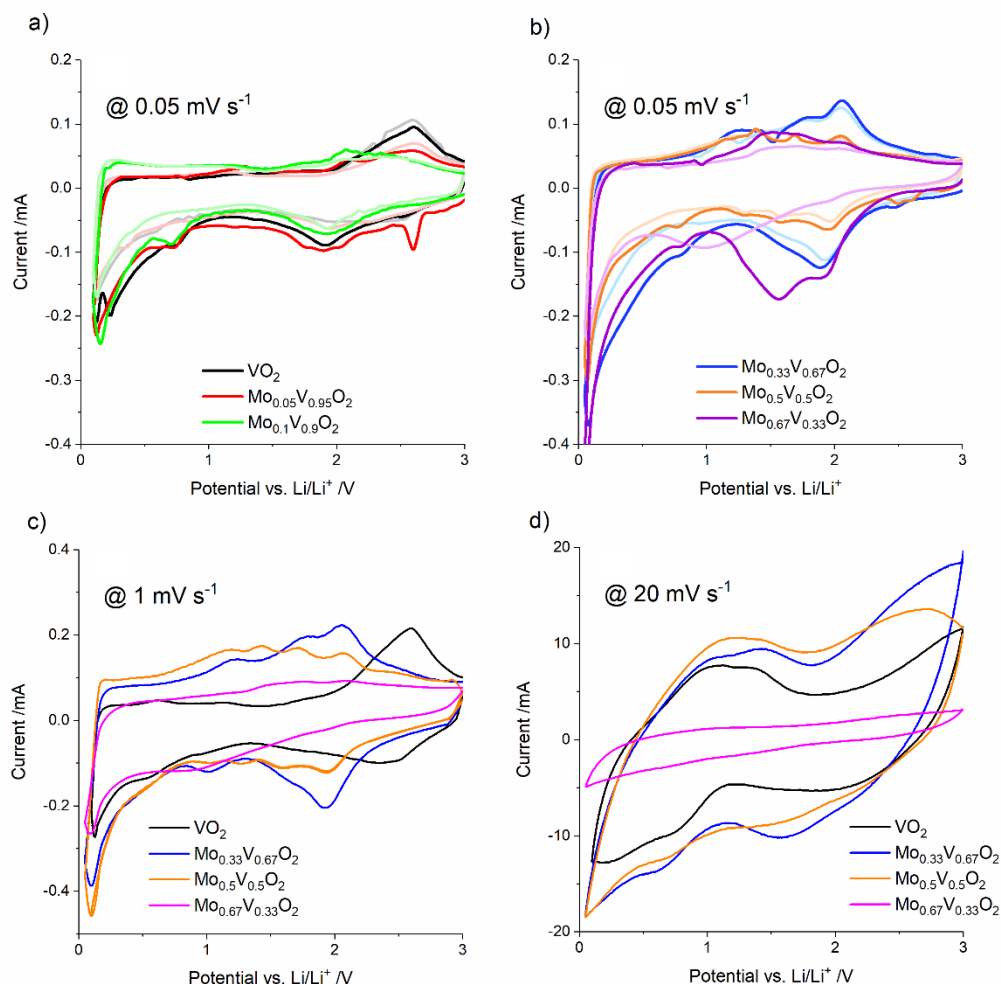 a)
0.2
0.1
0.0
-0.1
-0.2
-0.3
-0.4
Current /mA
@ 0.05 mV s⁻¹
VO₂
Mo₀.₀₅V₀.₉₅O₂
Mo₀.₁V₀.₉O₂
0 1 2 3
Potential vs. Li/Li⁺ /V
b)
0.2
0.1
0.0
-0.1
-0.2
-0.3
-0.4
Current /mA
@ 0.05 mV s⁻¹
Mo₀.₃₃V₀.₆₇O₂
Mo₀.₅V₀.₅O₂
Mo₀.₆₇V₀.₃₃O₂
0 1 2 3
Potential vs. Li/Li⁺
c)
0.4
0.2
0.0
-0.2
-0.4
Current /mA
@ 1 mV s⁻¹
VO₂
Mo₀.₃₃V₀.₆₇O₂
Mo₀.₅V₀.₅O₂
Mo₀.₆₇V₀.₃₃O₂
0 1 2 3
Potential vs. Li/Li⁺ /V
d)
20
10
0
-10
-20
Current /mA
@ 20 mV s⁻¹
VO₂
Mo₀.₃₃V₀.₆₇O₂
Mo₀.₅V₀.₅O₂
Mo₀.₆₇V₀.₃₃O₂
0 1 2 3
Potential vs. Li/Li⁺ /V